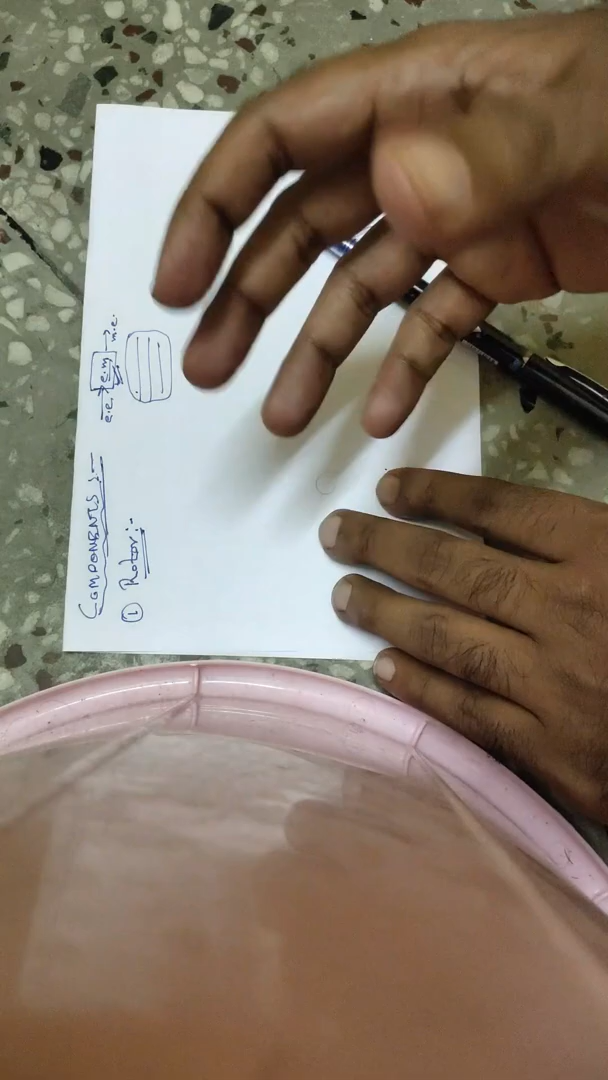 COMPONENTS :-
e.e. → e.m → m.e.
① Rotor :-